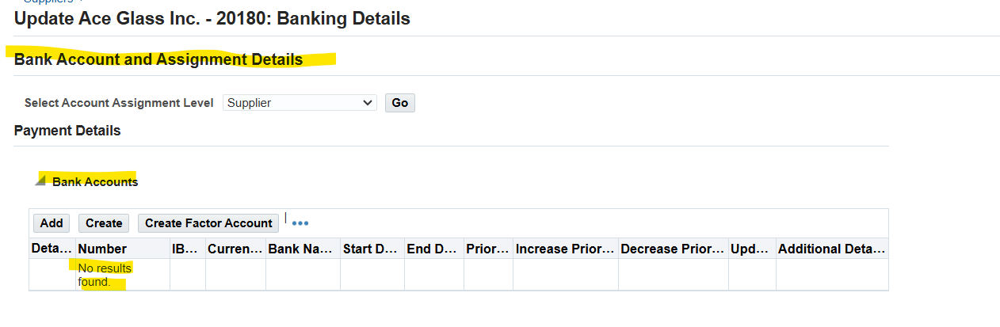 Suppliers
Update Ace Glass Inc. - 20180: Banking Details
Bank Account and Assignment Details
Select Account Assignment Level Supplier Go
Payment Details
Bank Accounts
Add Create Create Factor Account
Deta... Number IB... Curren... Bank Na... Start D... End D... Prior... Increase Prior... Decrease Prior... Upd... Additional Deta...
No results
found.